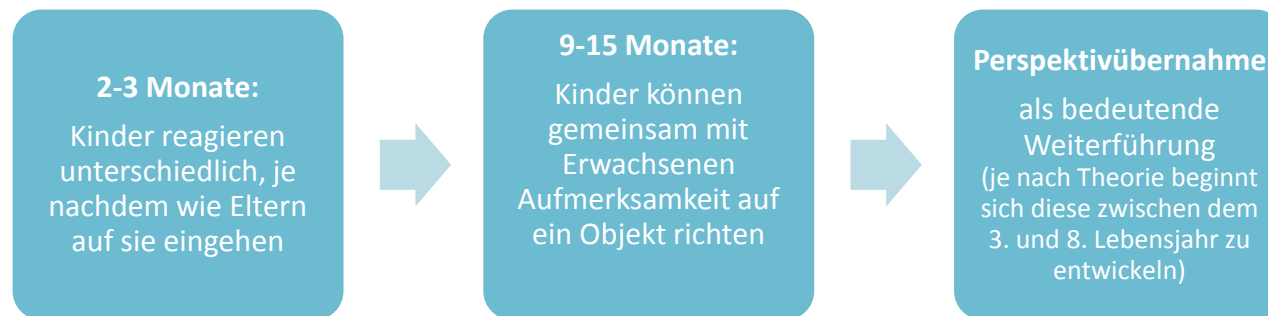 2-3 Monate:
Kinder reagieren
unterschiedlich, je
nachdem wie Eltern
auf sie eingehen
9-15 Monate:
Kinder können
gemeinsam mit
Erwachsenen
Aufmerksamkeit auf
ein Objekt richten
Perspektivübernahme
als bedeutende
Weiterführung
(je nach Theorie beginnt
sich diese zwischen dem
3. und 8. Lebensjahr zu
entwickeln)